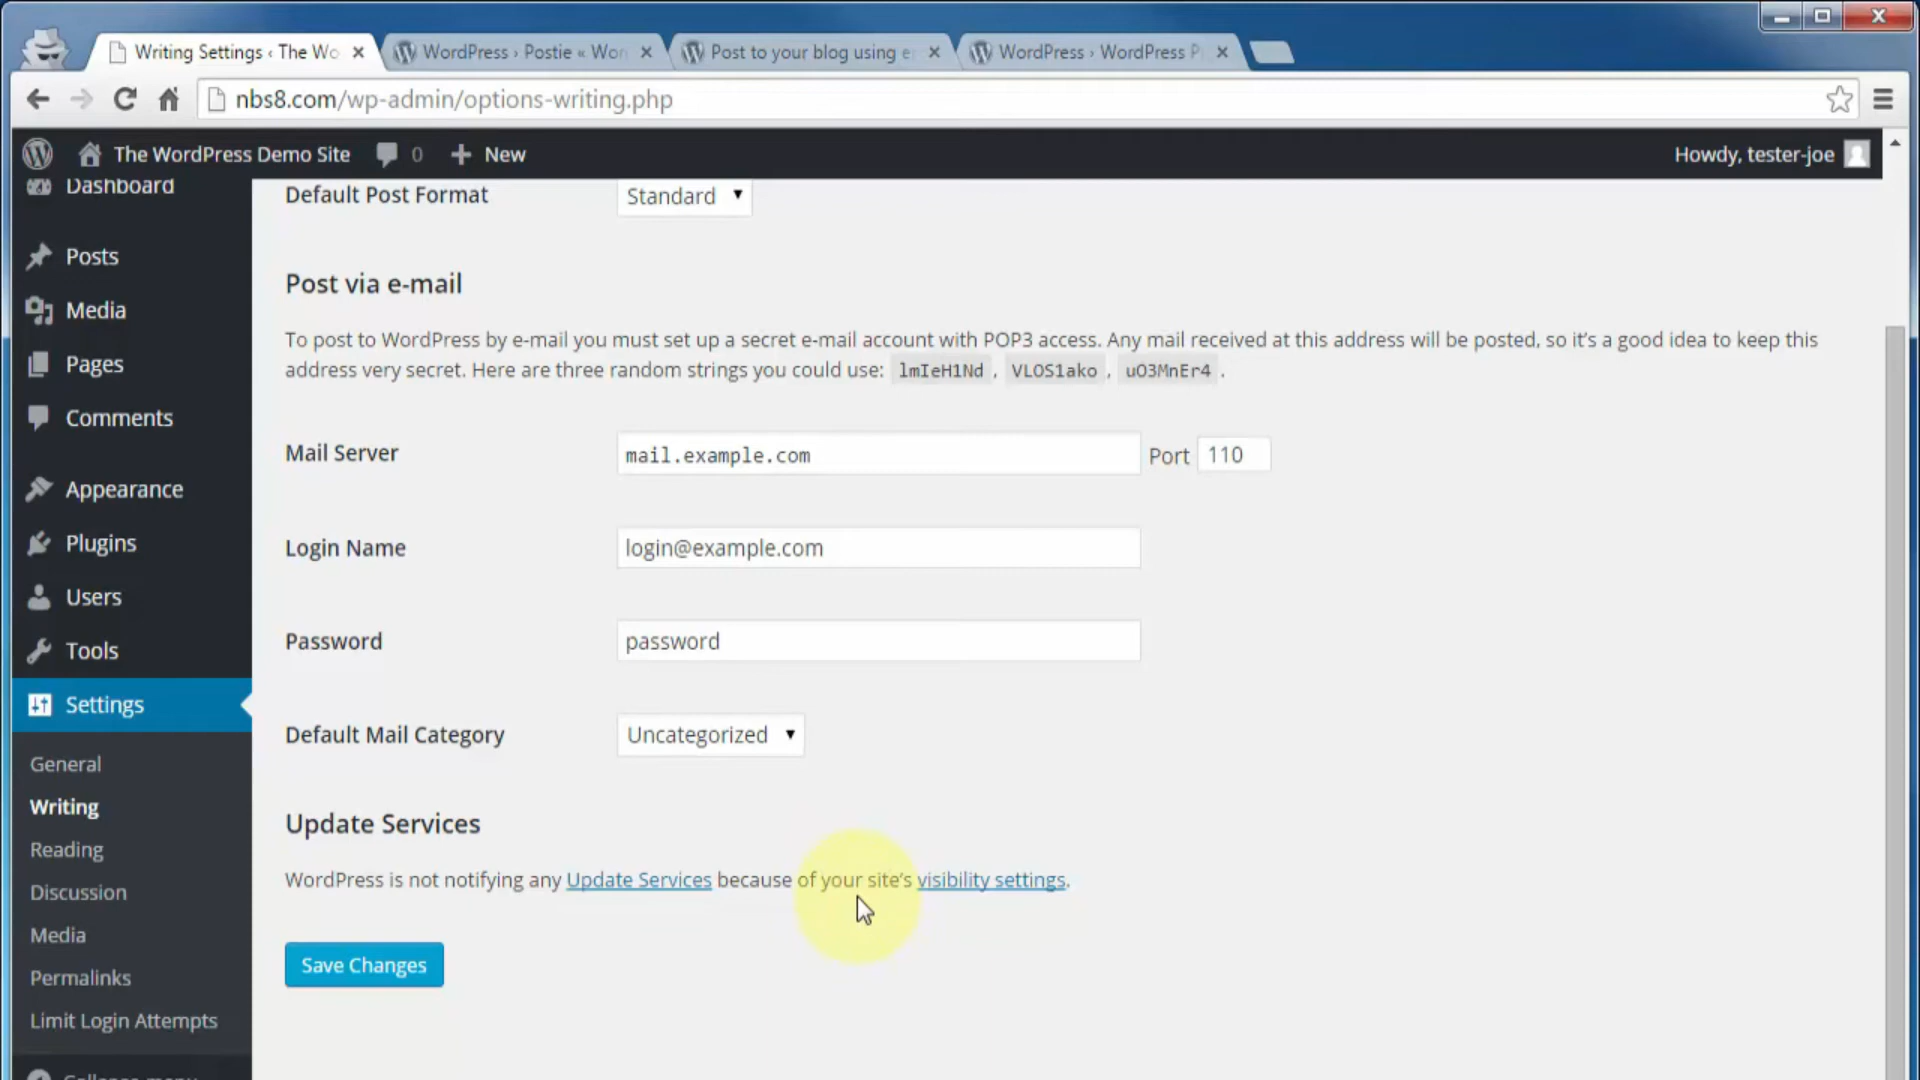 Writing Settings ‹ The Wo
WordPress › Postie « Wor
Post to your blog using e
WordPress › WordPress P
nbs8.com/wp-admin/options-writing.php
The WordPress Demo Site 0 New Howdy, tester-joe
Dashboard
Posts
Media
Pages
Comments
Appearance
Plugins
Users
Tools
Settings
General
Writing
Reading
Discussion
Media
Permalinks
Limit Login Attempts
Collapse menu
Default Post Format Standard
Post via e-mail
To post to WordPress by e-mail you must set up a secret e-mail account with POP3 access. Any mail received at this address will be posted, so it's a good idea to keep this
address very secret. Here are three random strings you could use: lmIeH1Nd , VLOS1ako , uO3MnEr4 .
Mail Server mail.example.com Port 110
Login Name login@example.com
Password password
Default Mail Category Uncategorized
Update Services
WordPress is not notifying any Update Services because of your site's visibility settings.
Save Changes